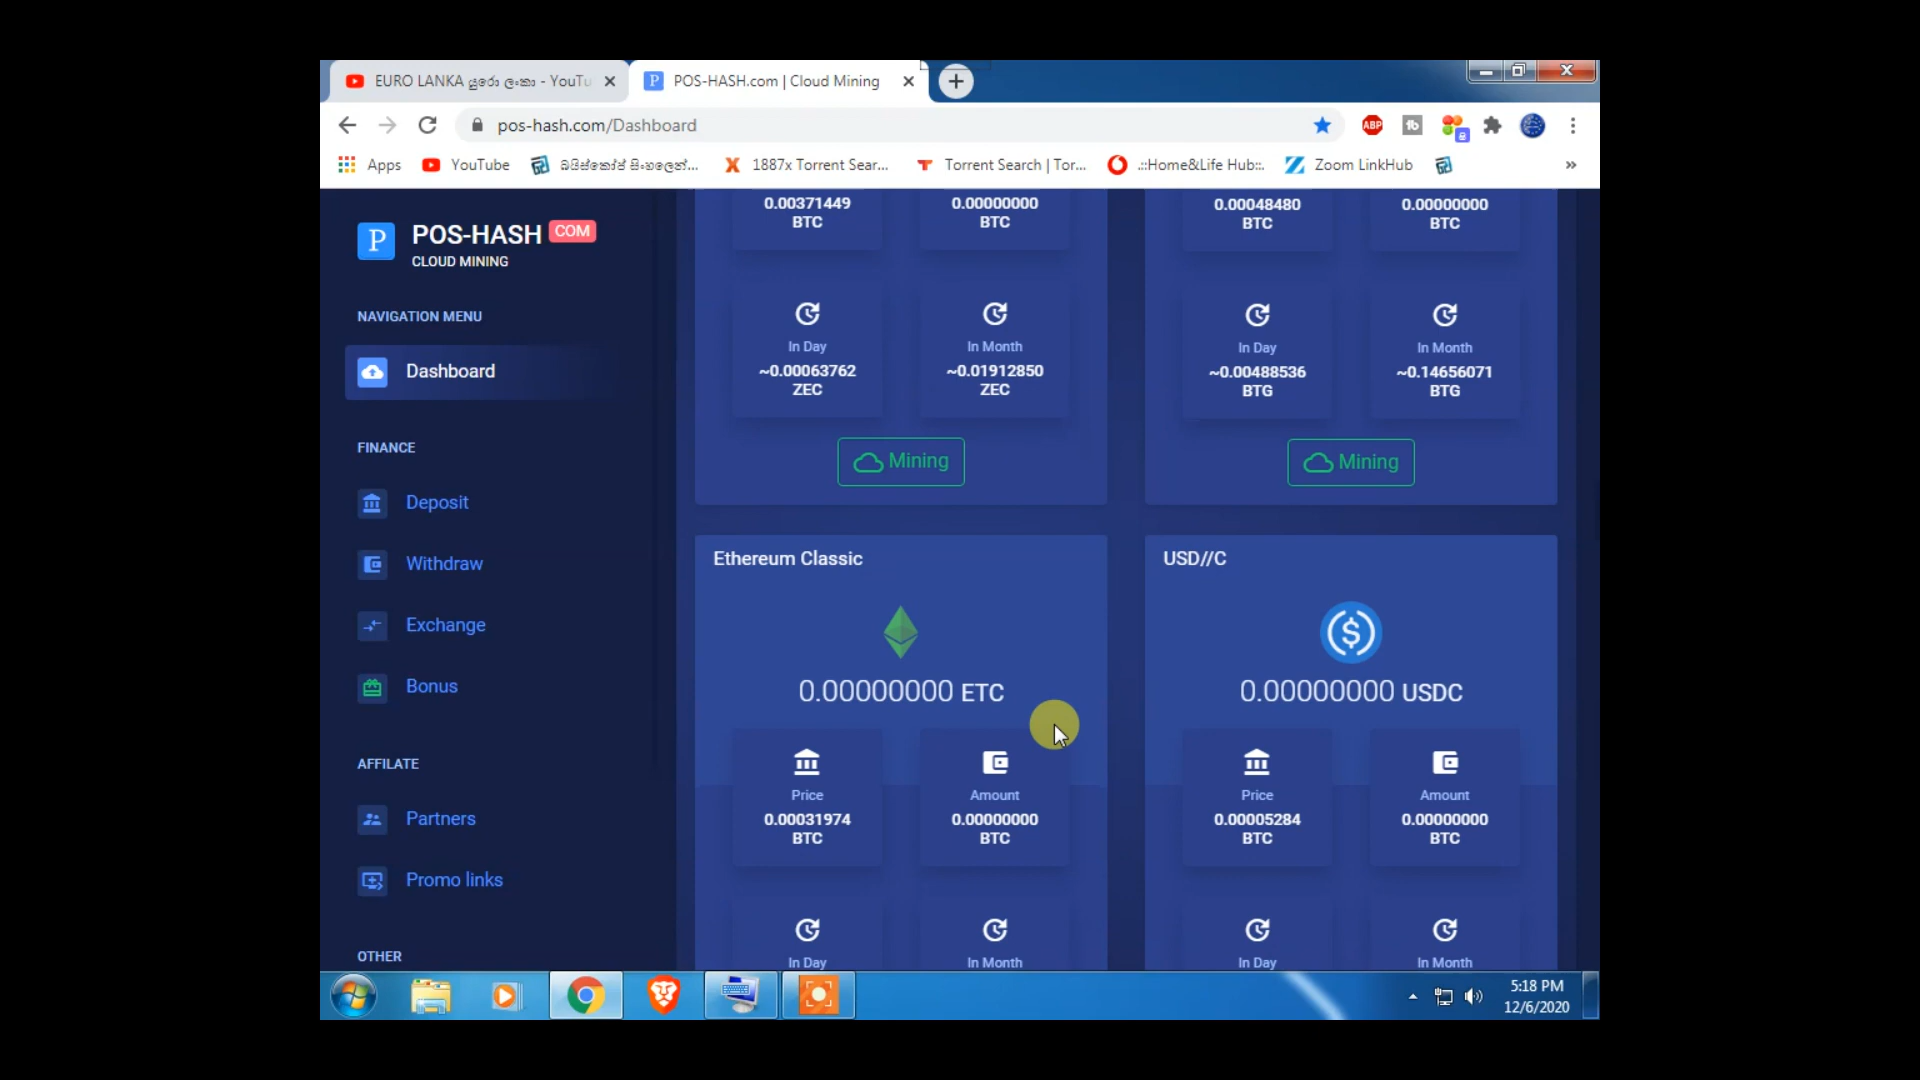 EURO LANKA යුරෝ ලංකා - YouTu
POS-HASH.com | Cloud Mining
pos-hash.com/Dashboard
ABP
Apps
YouTube
බයිස්කෝප් සිංහලෙන්...
1887x Torrent Sear...
Torrent Search | Tor...
.::Home&Life Hub::.
Zoom LinkHub
»
P
POS-HASH COM
CLOUD MINING
NAVIGATION MENU
Dashboard
FINANCE
Deposit
Withdraw
Exchange
Bonus
AFFILATE
Partners
Promo links
OTHER
0.00371449
BTC
0.00000000
BTC
In Day
~0.00063762
ZEC
In Month
~0.01912850
ZEC
Mining
0.00048480
BTC
0.00000000
BTC
In Day
~0.00488536
BTG
In Month
~0.14656071
BTG
Mining
Ethereum Classic
0.00000000 ETC
Price
0.00031974
BTC
Amount
0.00000000
BTC
In Day
In Month
USD//C
0.00000000 USDC
Price
0.00005284
BTC
Amount
0.00000000
BTC
In Day
In Month
5:18 PM
12/6/2020